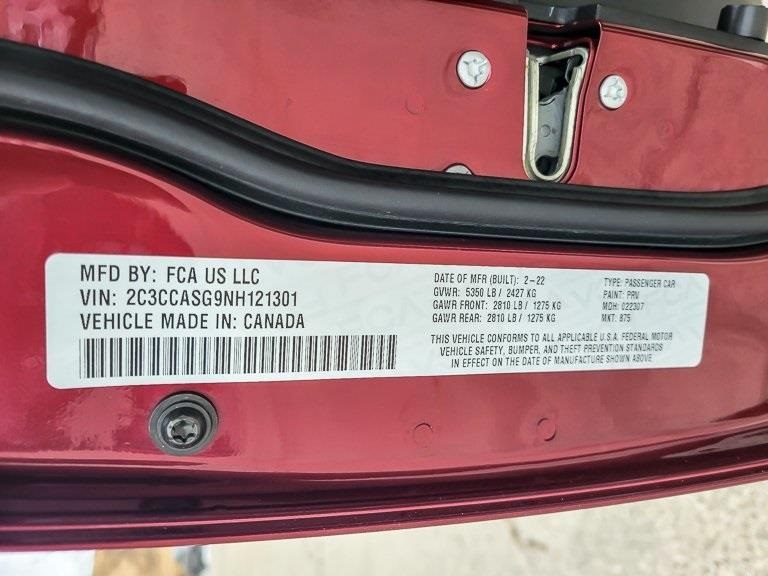 MFD BY: FCA US LLC
VIN: 2C3CCASG9NH121301
VEHICLE MADE IN: CANADA
DATE OF MFR (BUILT): 2-22
GVWR: 5350 LB / 2427 KG
GAWR FRONT: 2810 LB / 1275 KG
GAWR REAR: 2810 LB / 1275 KG
TYPE: PASSENGER CAR
PAINT: PRV
MDH: 022307
MKT: 875
THIS VEHICLE CONFORMS TO ALL APPLICABLE U.S.A. FEDERAL MOTOR
VEHICLE SAFETY, BUMPER, AND THEFT PREVENTION STANDARDS
IN EFFECT ON THE DATE OF MANUFACTURE SHOWN ABOVE